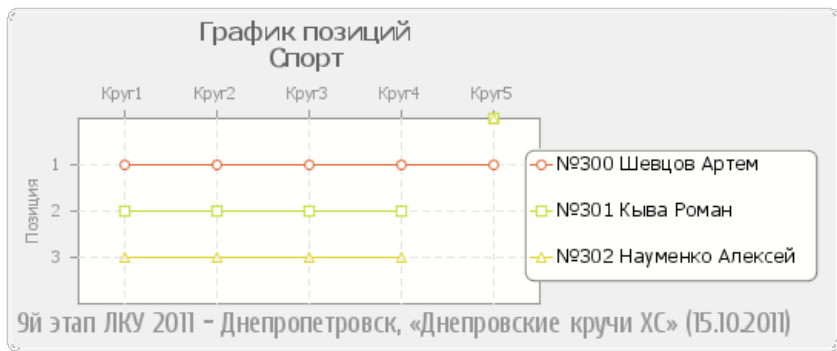 График позиций
Спорт
Круг1 Круг2 Круг3 Круг4 Круг5
Позиция
1
2
3
№300 Шевцов Артем
№301 Кыва Роман
№302 Науменко Алексей
9й этап ЛКУ 2011 - Днепропетровск, «Днепровские кручи ХС» (15.10.2011)